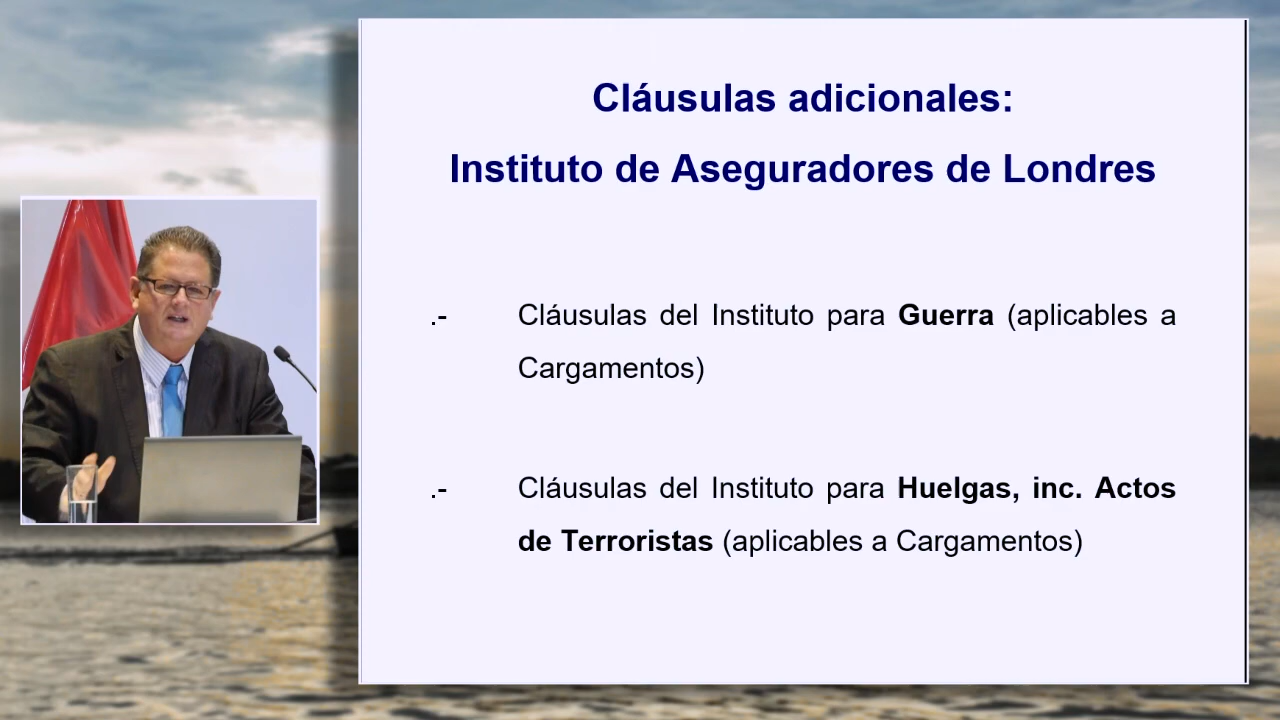 Cláusulas adicionales:
Instituto de Aseguradores de Londres
.- Cláusulas del Instituto para Guerra (aplicables a
Cargamentos)
.- Cláusulas del Instituto para Huelgas, inc. Actos
de Terroristas (aplicables a Cargamentos)